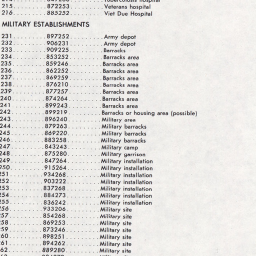 215 872253 Veterans hospital
216 885252 Viet Duc Hospital
MILITARY ESTABLISHMENTS
231 897252 Army depot
232 906231 Army depot
233 909225 Barracks
234 853252 Barracks area
235 859246 Barracks area
236 862252 Barracks area
237 869259 Barracks area
238 876210 Barracks area
239 877257 Barracks area
240 874264 Barracks area
241 899243 Barracks area
242 899319 Barracks or housing area (possible)
243 896240 Military area
244 879263 Military barracks
245 869220 Military barracks
246 883258 Military barracks
247 843243 Military camp
248 875280 Military garrison
249 847264 Military installation
250 915264 Military installation
251 934268 Military installation
252 903222 Military installation
253 837268 Military installation
254 884273 Military installation
255 836242 Military installation
256 933206 Military site
257 854268 Military site
258 869253 Military site
259 873246 Military site
260 898251 Military site
261 894262 Military site
262 889280 Military site